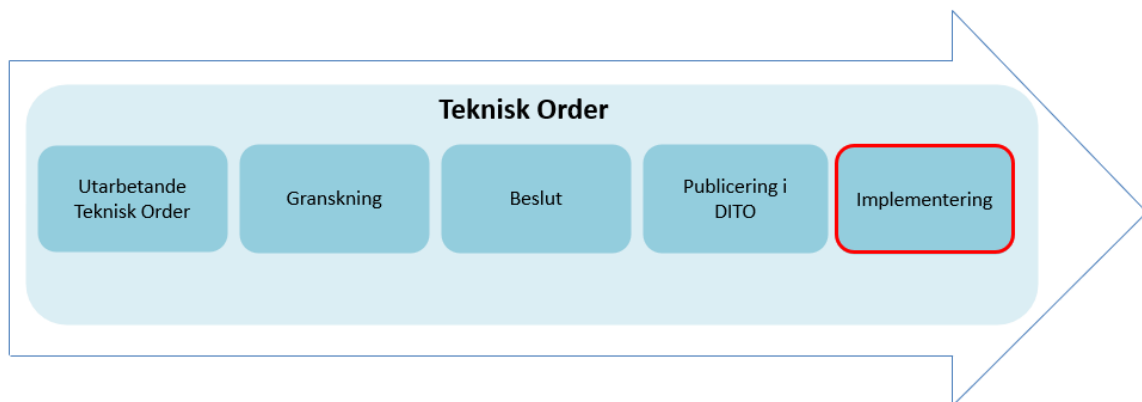 Teknisk Order
Utarbetande
Teknisk Order
Granskning
Beslut
Publicering i
DITO
Implementering